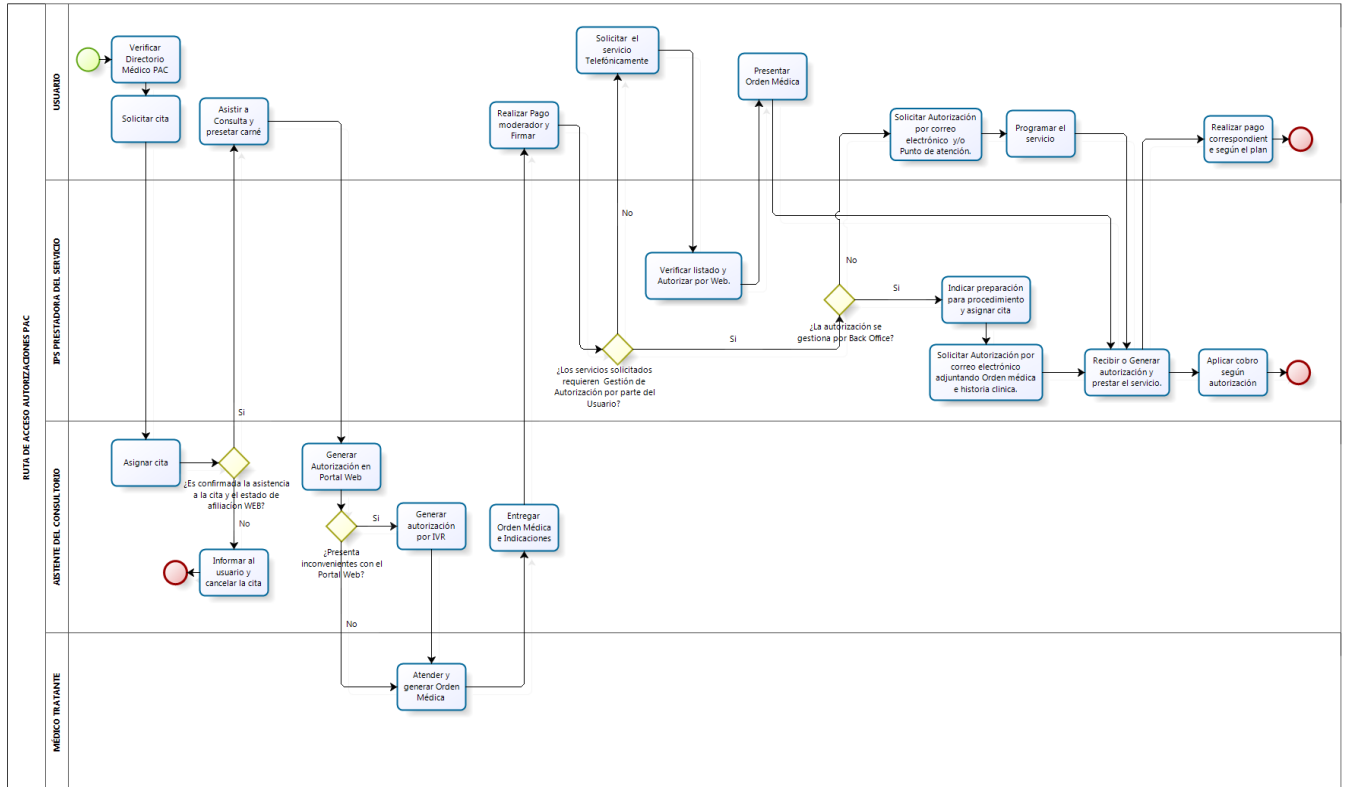 RUTA DE ACCESO AUTORIZACCIONES PAC
USUARIO
Verificar
Directorio
Médico PAC
Solicitar cita
Asistir a
Consulta y
presetar carné
Realizar Pago
moderador y
Firmar
Solicitar el
servicio
Telefónicamente
Presentar
Orden Médica
Solicitar Autorización
por correo
electrónico y/o
Punto de atención.
Programar el
servicio
Realizar pago
correspondient
e según el plan
IPS PRESTADORA DEL SERVICIO
No
Verificar listado y
Autorizar por Web.
No
Si
¿La autorización se
gestiona por Back Office?
Indicar preparación
para procedimiento
y asignar cita
Si
¿Los servicios solicitados
requieren Gestión de
Autorización por parte del
Usuario?
Solicitar Autorización por
correo electrónico
adjuntando Orden médica
e historia clínica.
Recibir o Generar
autorización y
prestar el servicio.
Aplicar cobro
según
autorización
Si
AISTENTE DEL CONSULTORIO
Asignar cita
¿Es confirmada la asistencia
a la cita y el estado de
afiliación WEB?
No
Informar al
usuario y
cancelar la cita
Generar
Autorización en
Portal Web
Si
¿Presenta
inconvenientes con el
Portal Web?
Generar
autorización
por IVR
Entregar
Orden Médica
e Indicaciones
No
MÉDICO TRATANTE
Atender y
generar Orden
Médica